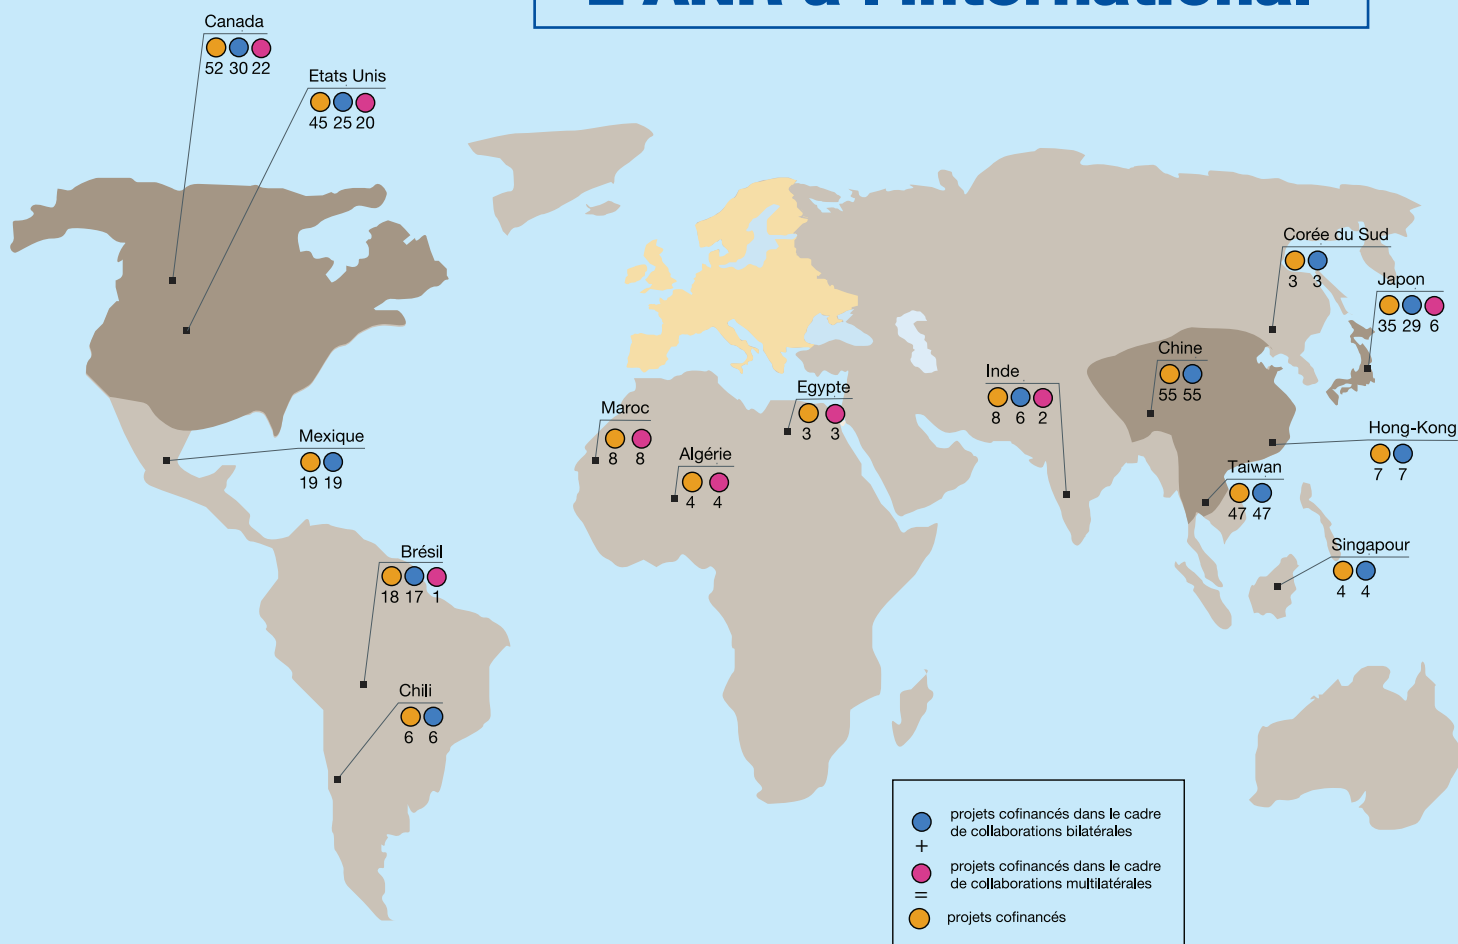 L'ANR à l'international
Canada
52 30 22
Etats Unis
45 25 20
Corée du Sud
3 3
Japon
35 29 6
Chine
55 55
Inde
8 6 2
Egypte
3 3
Maroc
8 8
Algérie
4 4
Mexique
19 19
Hong-Kong
7 7
Taiwan
47 47
Singapour
4 4
Brésil
18 17 1
Chili
6 6
projets cofinancés dans le cadre
de collaborations bilatérales
+
projets cofinancés dans le cadre
de collaborations multilatérales
=
projets cofinancés